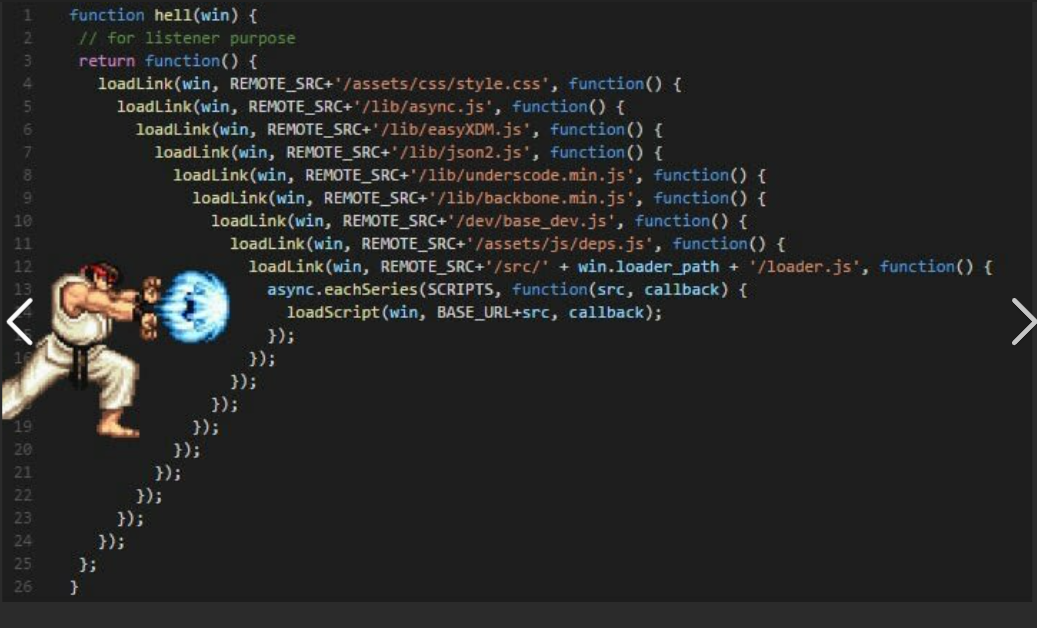 1 function hell(win) {
2 // for listener purpose
3 return function() {
4 loadLink(win, REMOTE_SRC+'/assets/css/style.css', function() {
5 loadLink(win, REMOTE_SRC+'/lib/async.js', function() {
6 loadLink(win, REMOTE_SRC+'/lib/easyXDM.js', function() {
7 loadLink(win, REMOTE_SRC+'/lib/json2.js', function() {
8 loadLink(win, REMOTE_SRC+'/lib/underscode.min.js', function() {
9 loadLink(win, REMOTE_SRC+'/lib/backbone.min.js', function() {
10 loadLink(win, REMOTE_SRC+'/dev/base_dev.js', function() {
11 loadLink(win, REMOTE_SRC+'/assets/js/deps.js', function() {
12 loadLink(win, REMOTE_SRC+'/src/' + win.loader_path + '/loader.js', function() {
13 async.eachSeries(SCRIPTS, function(src, callback) {
loadScript(win, BASE_URL+src, callback);
});
16 });
});
});
19 });
20 });
21 });
22 });
23 });
24 });
25 };
26 }